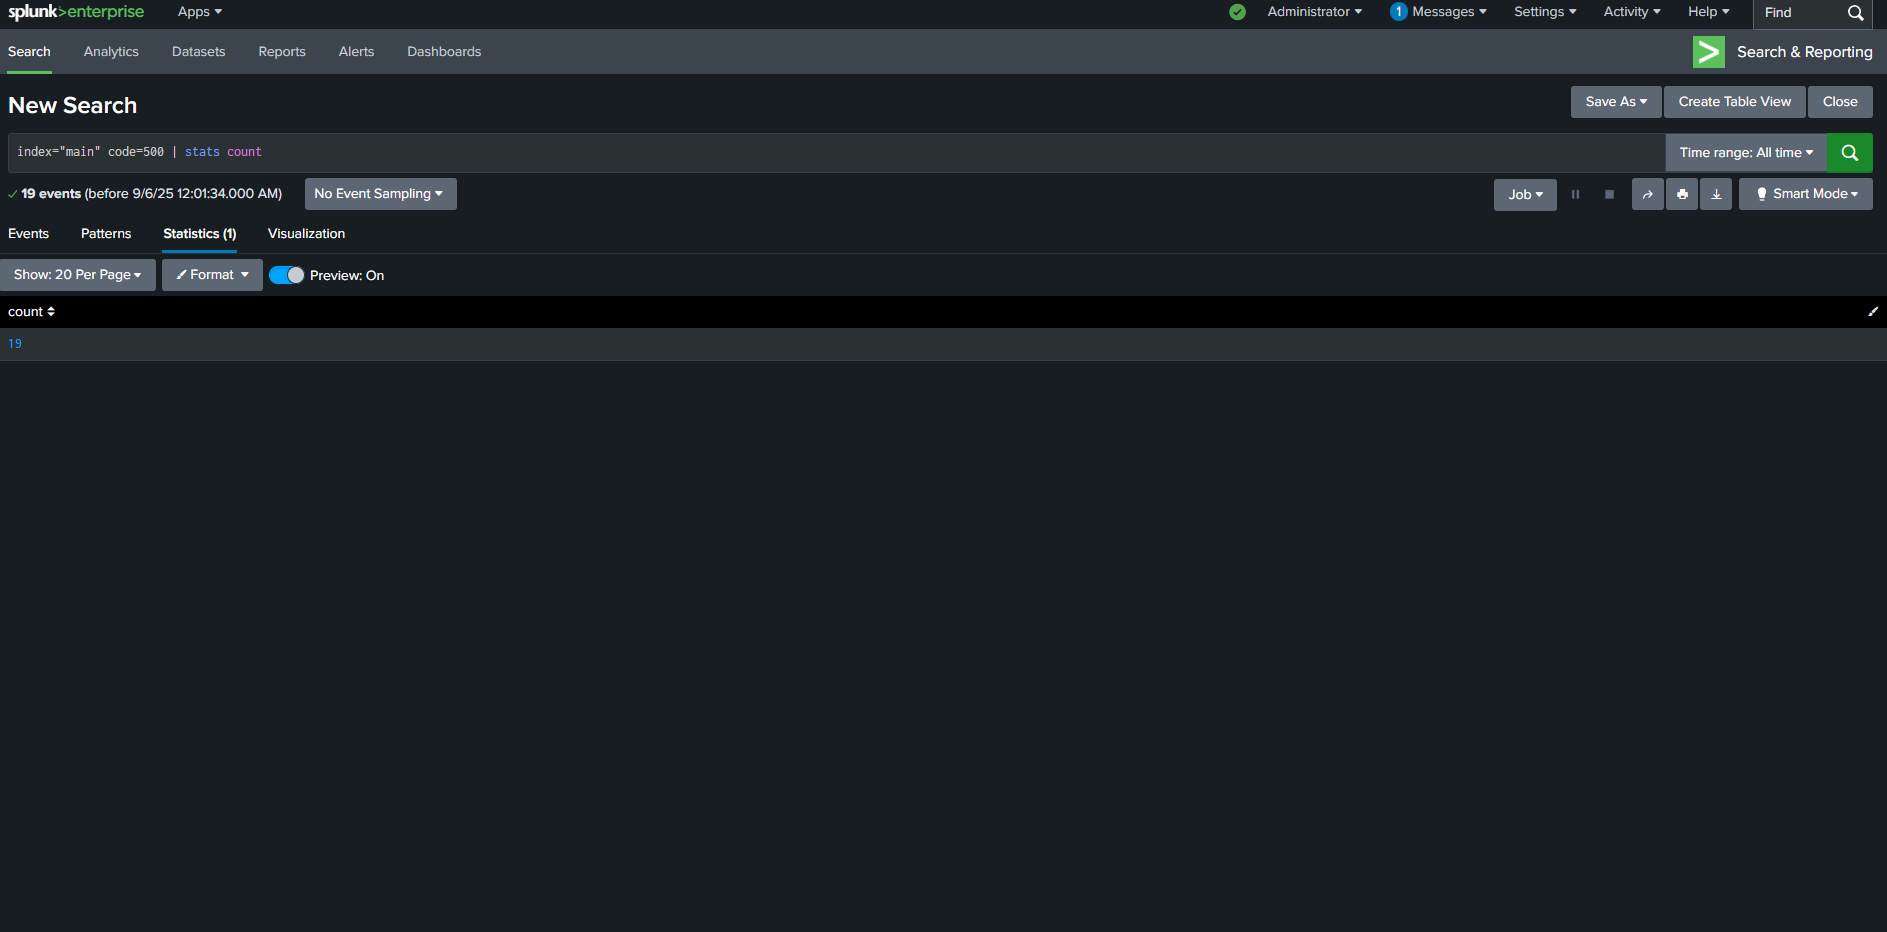 splunk>enterprise Apps Administrator 1 Messages Settings Activity Help Find
Search Analytics Datasets Reports Alerts Dashboards Search & Reporting
New Search Save As Create Table View Close
index="main" code=500 | stats count Time range: All time
19 events (before 9/6/25 12:01:34.000 AM) No Event Sampling Job Smart Mode
Events Patterns Statistics (1) Visualization
Show: 20 Per Page Format Preview: On
count
19